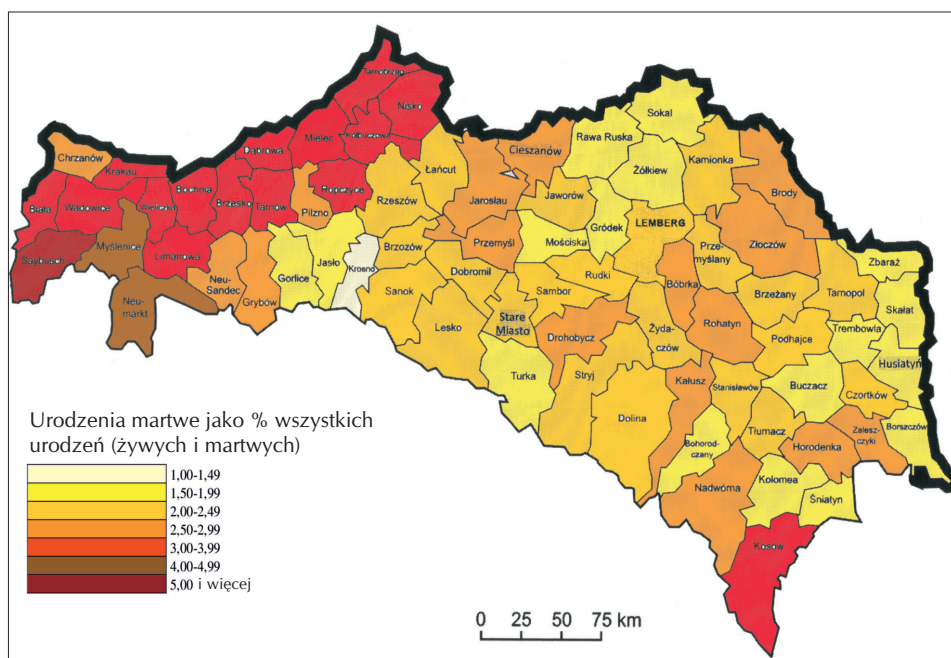 Tarnobrzeg
Nisko
Mielec
Dąbrowa
Sokal
Rawa Ruska
Cieszanów
Kamionka
Żółkiew
Łańcut
Chrzanów
Krakau
Bochnia
Ropczyce
Brody
Jaworów
Jaroslau
Rzeszów
Biała
Wadowice
Wieliczka
Brzesko
Tarnów
Pilzno
Gródek
LEMBERG
Przemyśl
Mościska
Złoczów
Myślenice
Brzozów
Prze-
myślany
Saybusch
Limanowa
Jasło
Krosno
Zbaraż
Neu-
Sandec
Gorlice
Dobromil
Rudki
Bóbrka
Sanok
Sambor
Brzeżany
Tarnopol
Neu-
markt
Grybów
Skałat
Stare
Miasto
Lesko
Rohatyn
Trembowla
Drohobycz
Żyda-
czów
Podhajce
Husiatyń
Turka
Stryj
Kałusz
Stanisławów
Buczacz
Czortków
Dolina
Tłumacz
Zalesz-
czyki
Borszczów
Bohorod-
czany
Horodenka
Nadwórna
Kołomea
Śniatyn
Kosow
Urodzenia martwe jako % wszystkich
urodzeń (żywych i martwych)
1,00-1,49
1,50-1,99
2,00-2,49
2,50-2,99
3,00-3,99
4,00-4,99
5,00 i więcej
0 25 50 75 km